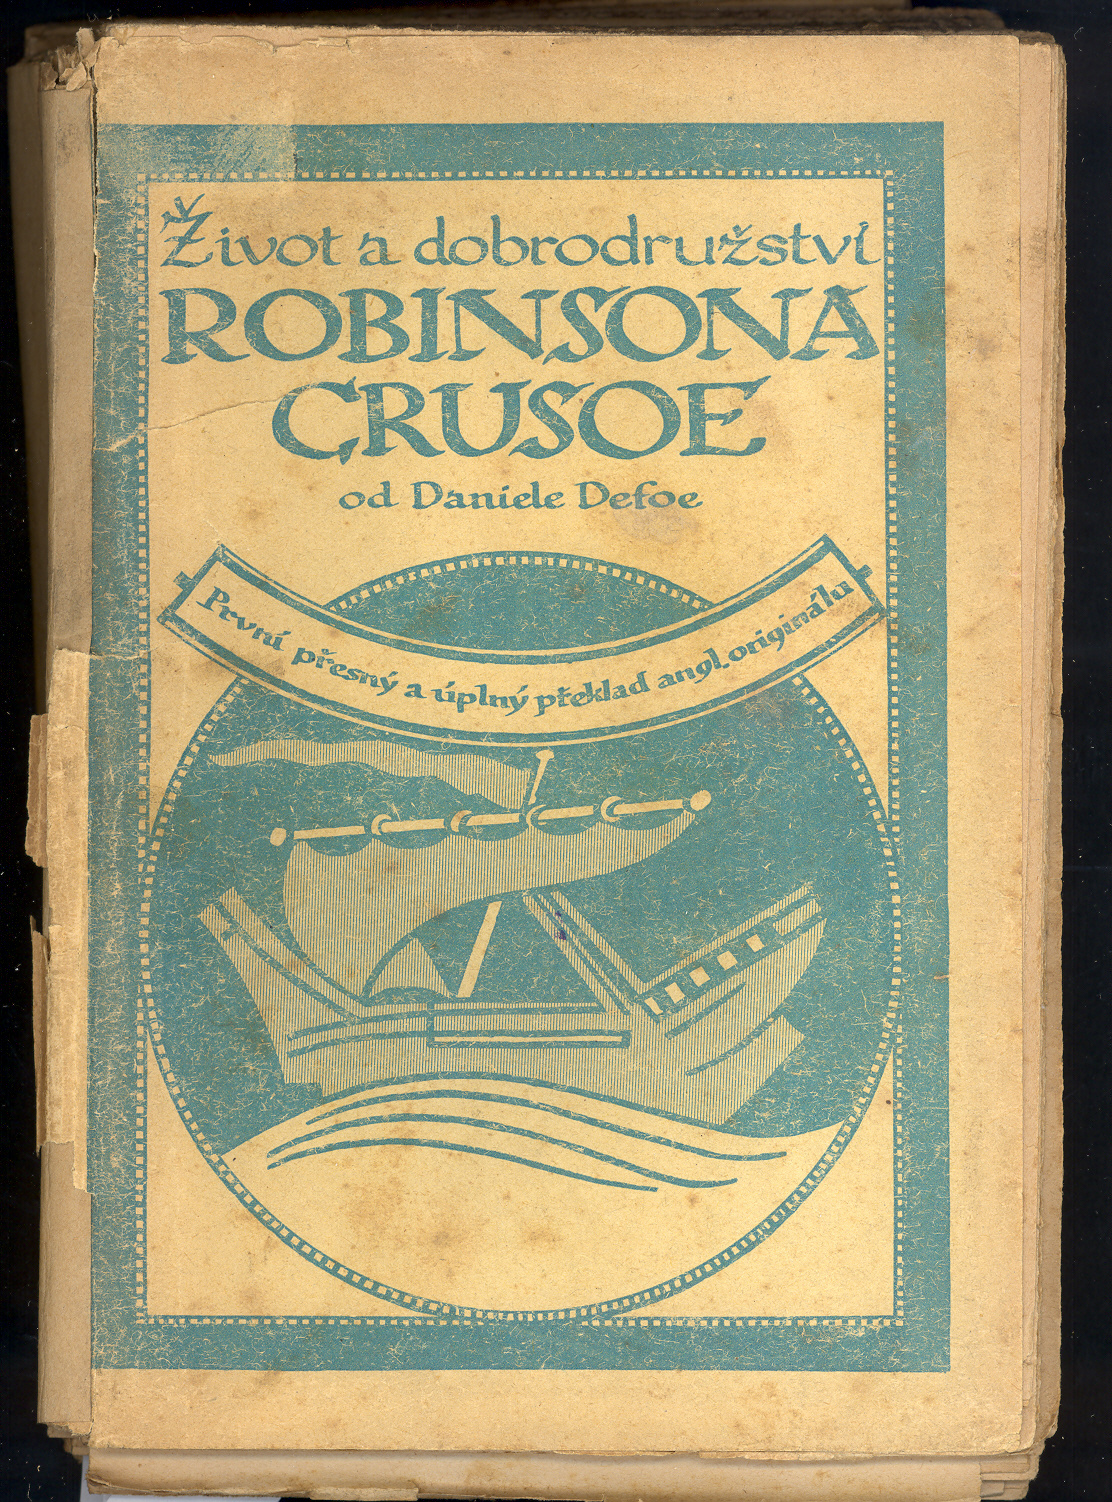 Život a dobrodružství
ROBINSONA
CRUSOE
od Daniele Defoe
První přesný a úplný překlad angl. originálu